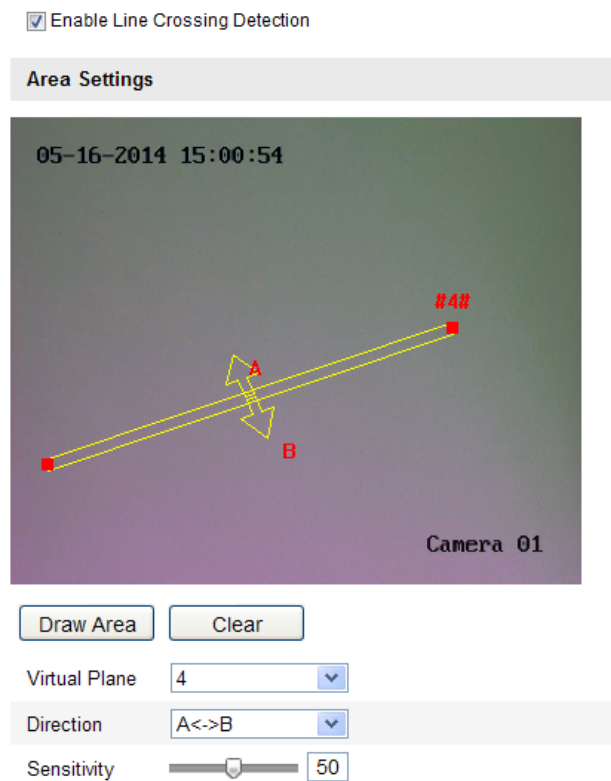 Enable Line Crossing Detection
Area Settings
05-16-2014 15:00:54
#4#
A
B
Camera 01
Draw Area Clear
Virtual Plane 4
Direction A<->B
Sensitivity 50